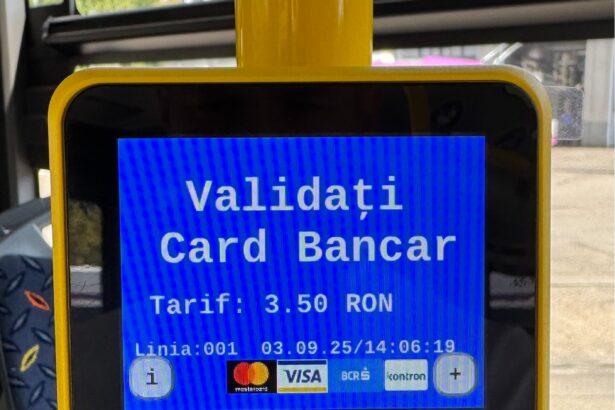 Validați
Card Bancar
Tarif: 3.50 RON
Linia:001 03.09.25/14:06:19
i mastercard VISA BCR kontron +